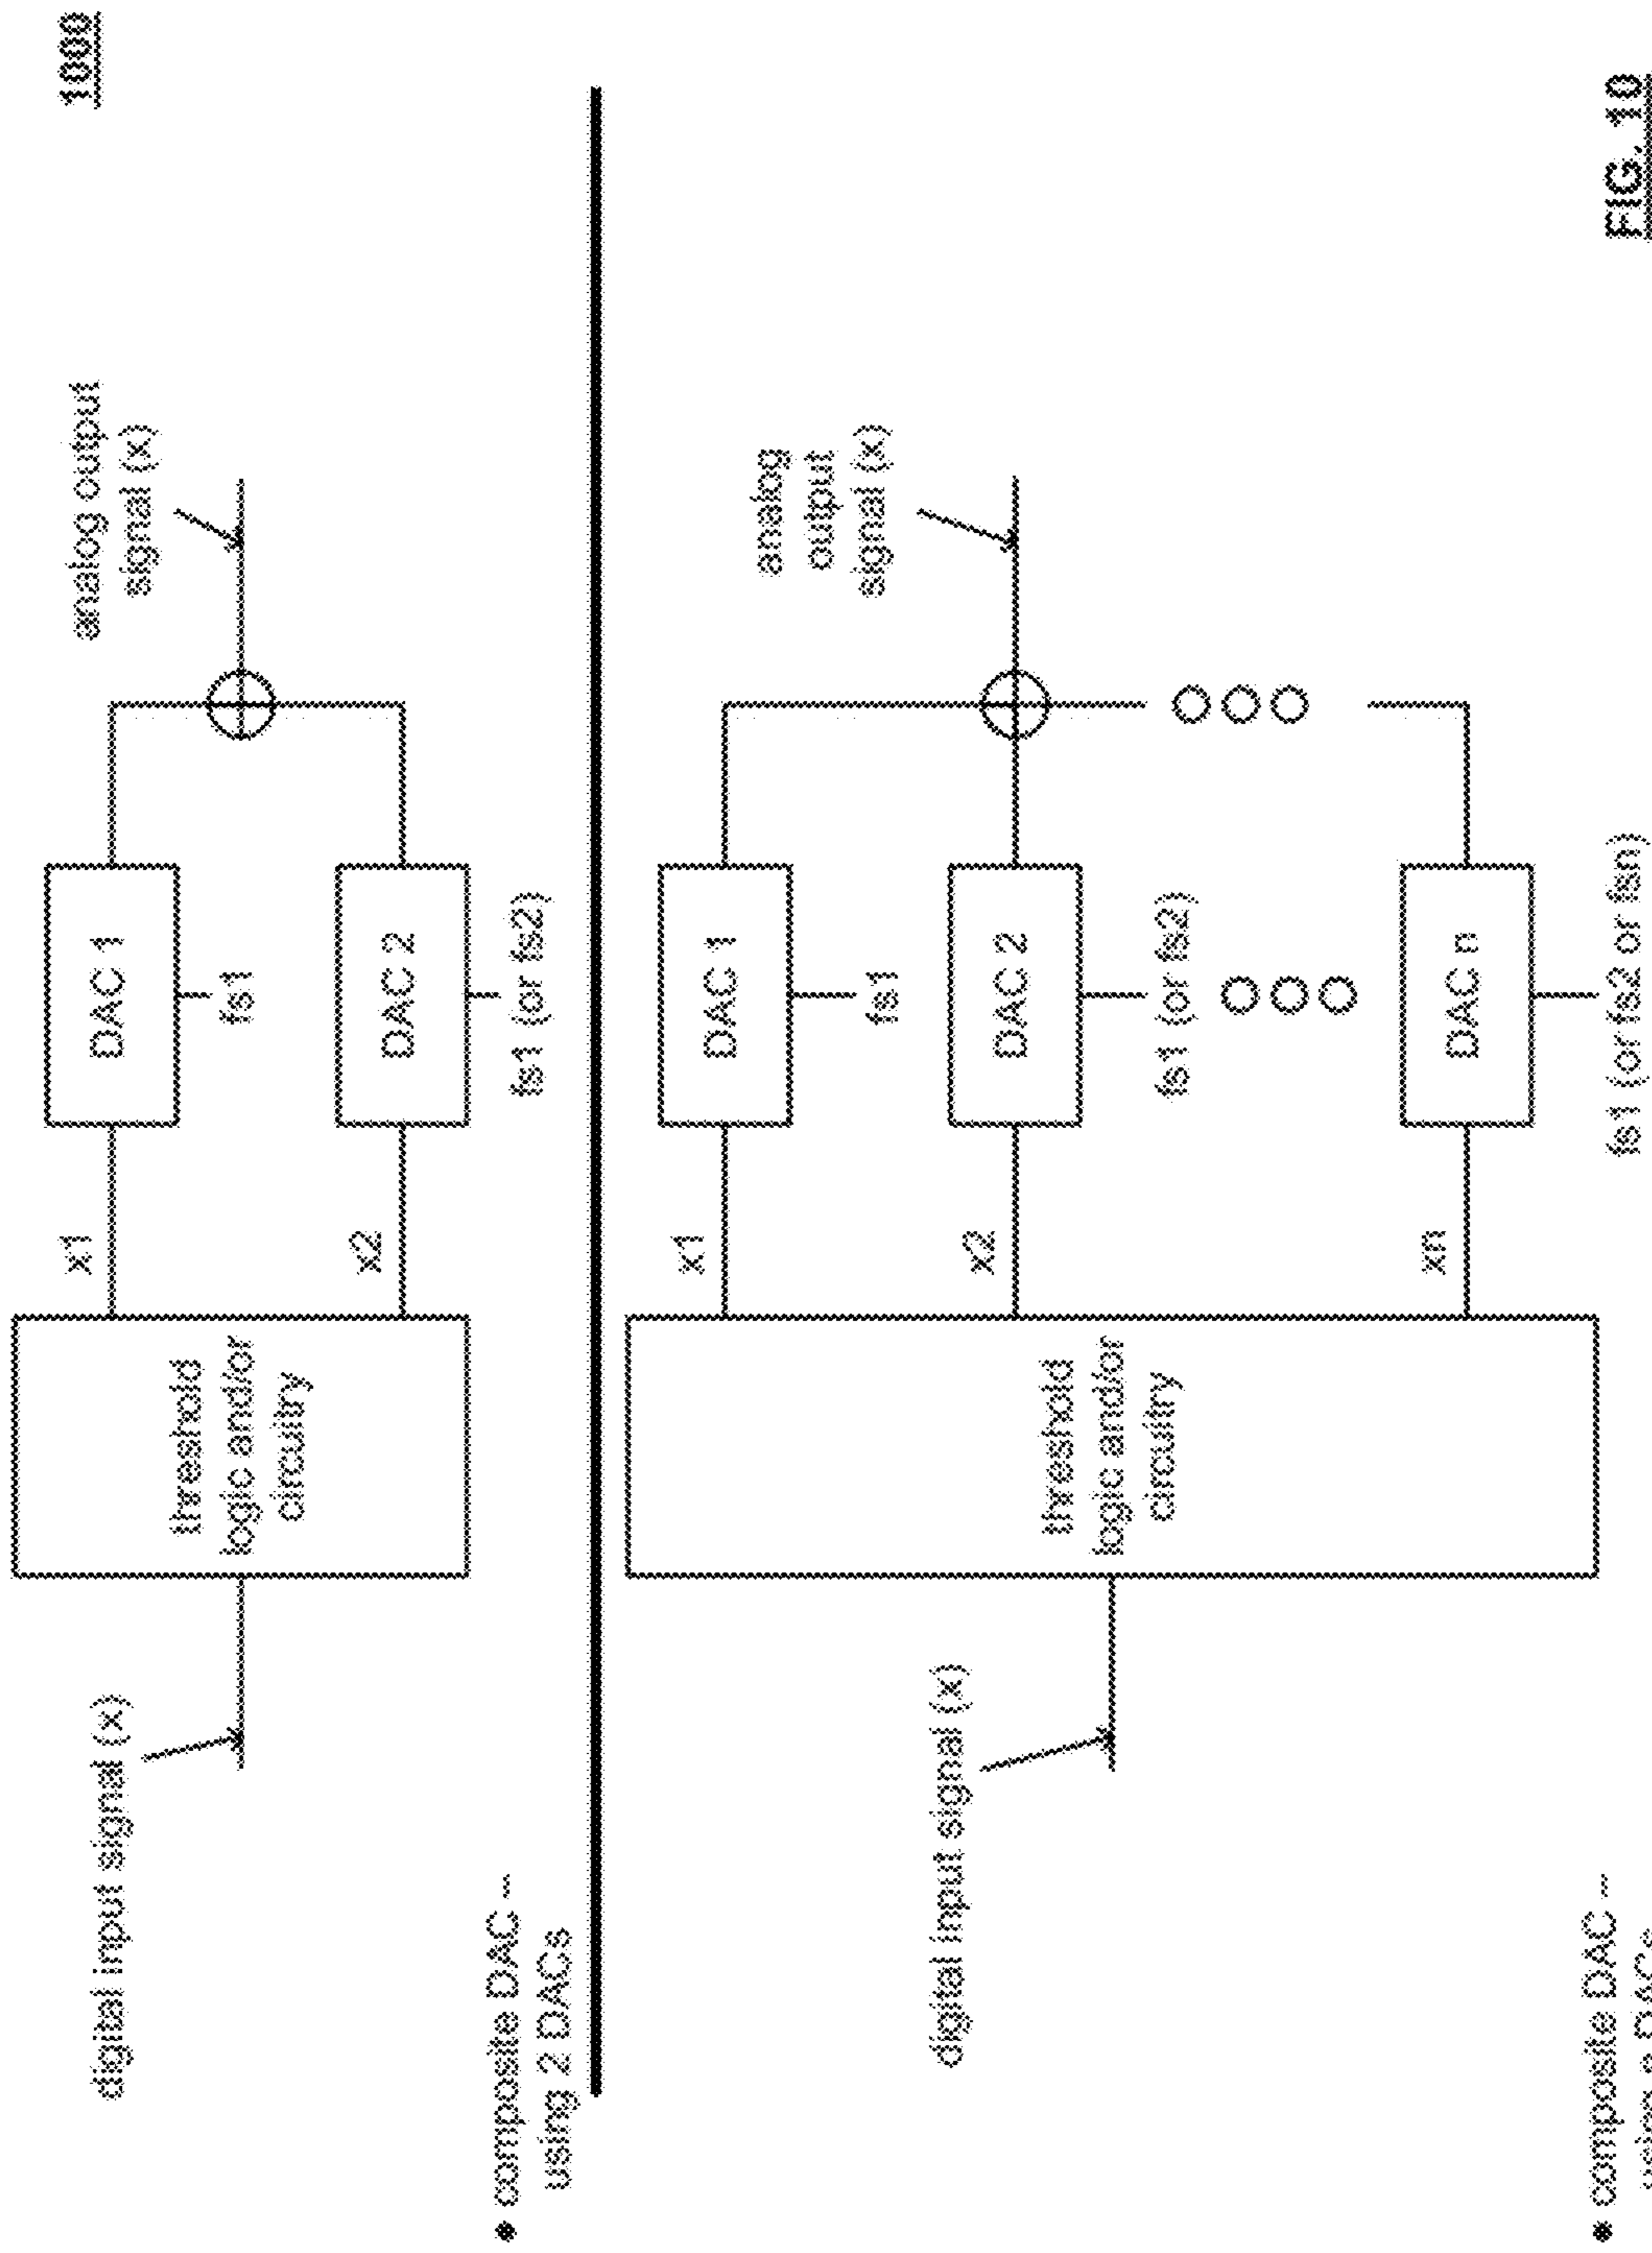 1000
digital input signal (x)
threshold
logic and/or
circuitry
x1
DAC 1
fs1
x2
DAC 2
fs1 (or fs2)
analog output
signal (x)
• composite DAC --
using 2 DACs
digital input signal (x)
threshold
logic and/or
circuitry
x1
DAC 1
fs1
x2
DAC 2
fs1 (or fs2)
xn
DAC n
fs1 (or fs2 or fsn)
analog
output
signal (x)
• composite DAC --
using n DACs
FIG. 10